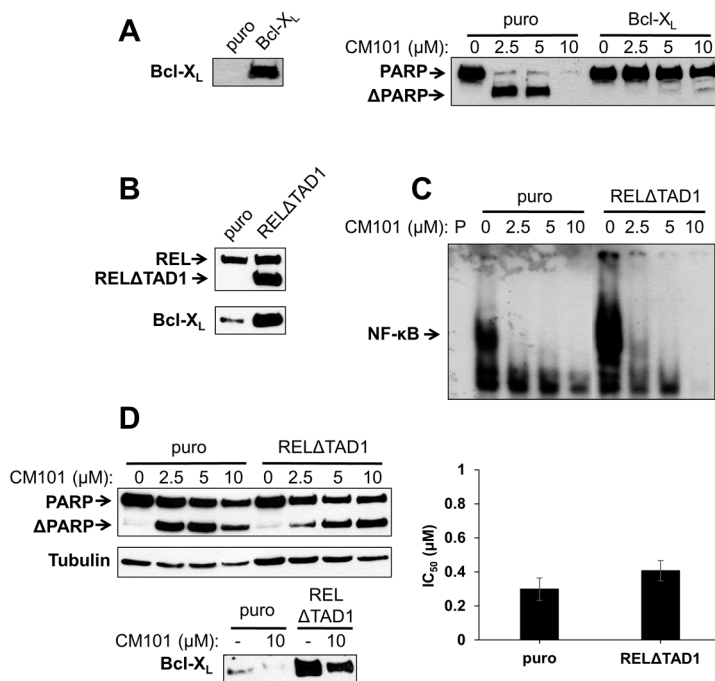 A
puro
Bcl-XL
Bcl-XL
puro
Bcl-XL
CM101 (µM): 0 2.5 5 10 0 2.5 5 10
PARP
ΔPARP
B
puro
RELΔTAD1
REL
RELΔTAD1
Bcl-XL
C
puro
RELΔTAD1
CM101 (µM): P 0 2.5 5 10 0 2.5 5 10
NF-κB
D
puro
RELΔTAD1
CM101 (µM): 0 2.5 5 10 0 2.5 5 10
PARP
ΔPARP
Tubulin
puro
REL
ΔTAD1
CM101 (µM): - 10 - 10
Bcl-XL
1
0.8
0.6
0.4
0.2
0
IC50 (µM)
puro
RELΔTAD1